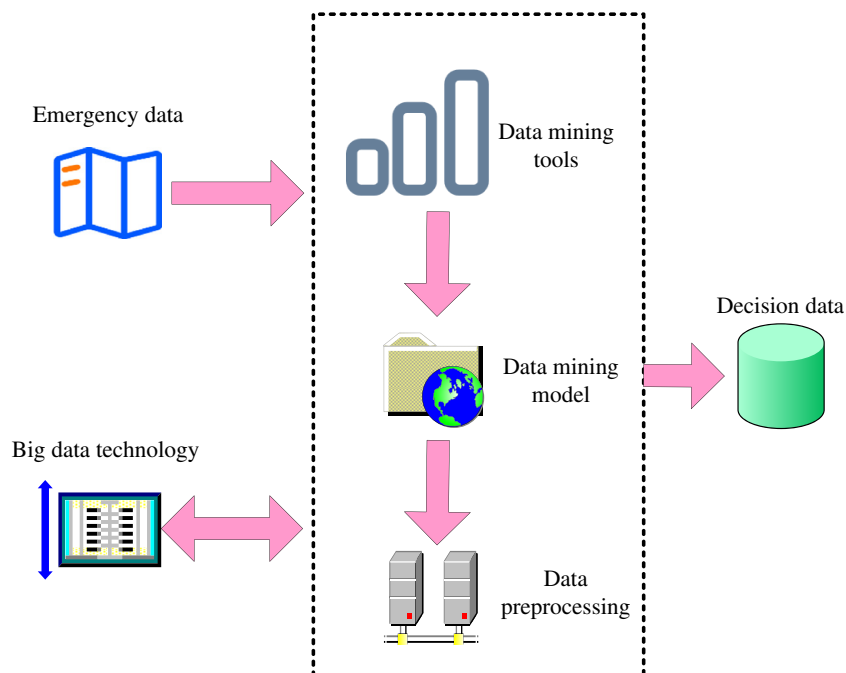 Emergency data
Data mining
tools
Decision data
Data mining
model
Big data technology
Data
preprocessing